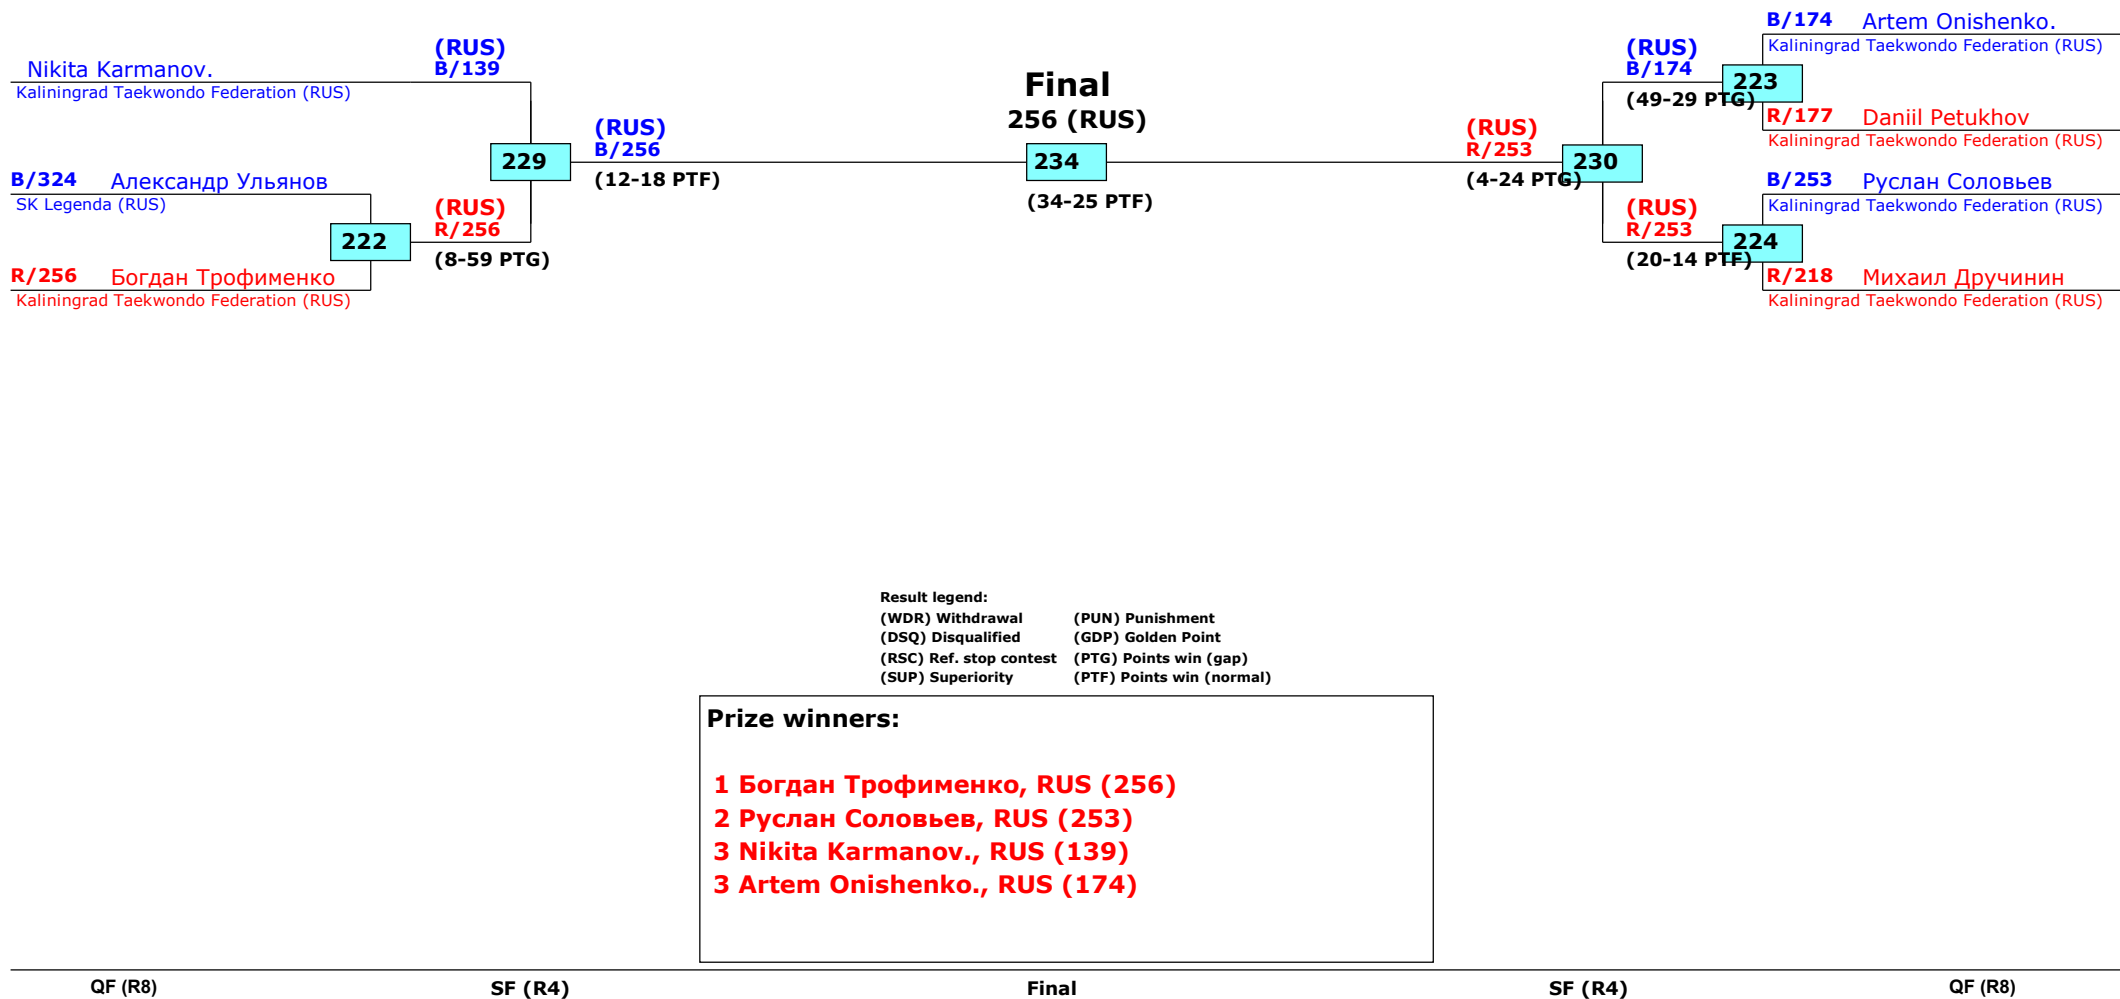 B/174 Artem Onishenko.
Kaliningrad Taekwondo Federation (RUS)
(RUS)
B/139
Nikita Karmanov.
Kaliningrad Taekwondo Federation (RUS)
Final
256 (RUS)
(RUS)
B/174
223
(49-29 PTG)
R/177 Daniil Petukhov
Kaliningrad Taekwondo Federation (RUS)
(RUS)
B/256
229
(12-18 PTF)
234
(34-25 PTF)
(RUS)
R/253
230
(4-24 PTG)
B/324 Александр Ульянов
SK Legenda (RUS)
B/253 Руслан Соловьев
Kaliningrad Taekwondo Federation (RUS)
(RUS)
R/256
222
(8-59 PTG)
(RUS)
R/253
224
(20-14 PTF)
R/256 Богдан Трофименко
Kaliningrad Taekwondo Federation (RUS)
R/218 Михаил Дручинин
Kaliningrad Taekwondo Federation (RUS)
Result legend:
(WDR) Withdrawal (PUN) Punishment
(DSQ) Disqualified (GDP) Golden Point
(RSC) Ref. stop contest (PTG) Points win (gap)
(SUP) Superiority (PTF) Points win (normal)
Prize winners:
1 Богдан Трофименко, RUS (256)
2 Руслан Соловьев, RUS (253)
3 Nikita Karmanov., RUS (139)
3 Artem Onishenko., RUS (174)
QF (R8) SF (R4) Final SF (R4) QF (R8)